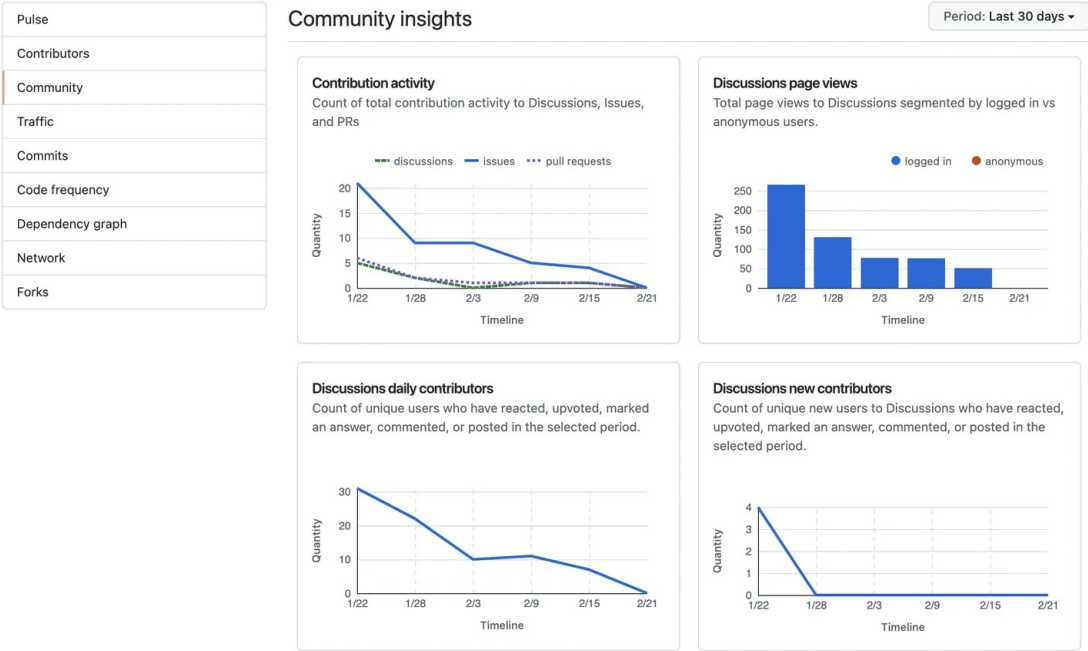 Pulse
Contributors
Community
Traffic
Commits
Code frequency
Dependency graph
Network
Forks
Community insights
Period: Last 30 days
Contribution activity
Count of total contribution activity to Discussions, Issues,
and PRs
discussions issues pull requests
20
15
10
5
0
Quantity
1/22 1/28 2/3 2/9 2/15 2/21
Timeline
Discussions page views
Total page views to Discussions segmented by logged in vs
anonymous users.
logged in anonymous
250
200
150
100
50
0
Quantity
1/22 1/28 2/3 2/9 2/15 2/21
Timeline
Discussions daily contributors
Count of unique users who have reacted, upvoted, marked
an answer, commented, or posted in the selected period.
30
20
10
0
Quantity
1/22 1/28 2/3 2/9 2/15 2/21
Timeline
Discussions new contributors
Count of unique new users to Discussions who have reacted,
upvoted, marked an answer, commented, or posted in the
selected period.
4
3
2
1
0
Quantity
1/22 1/28 2/3 2/9 2/15 2/21
Timeline